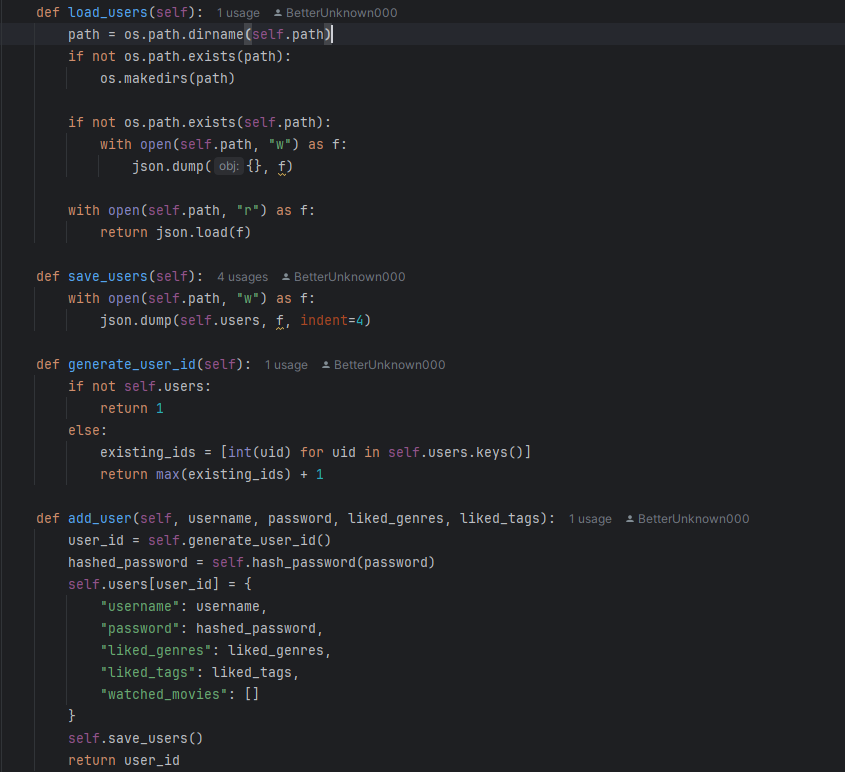 def load_users(self): 1 usage BetterUnknown000
    path = os.path.dirname(self.path)
    if not os.path.exists(path):
        os.makedirs(path)

    if not os.path.exists(self.path):
        with open(self.path, "w") as f:
            json.dump( obj: {}, f)

    with open(self.path, "r") as f:
        return json.load(f)

def save_users(self): 4 usages BetterUnknown000
    with open(self.path, "w") as f:
        json.dump(self.users, f, indent=4)

def generate_user_id(self): 1 usage BetterUnknown000
    if not self.users:
        return 1
    else:
        existing_ids = [int(uid) for uid in self.users.keys()]
        return max(existing_ids) + 1

def add_user(self, username, password, liked_genres, liked_tags): 1 usage BetterUnknown000
    user_id = self.generate_user_id()
    hashed_password = self.hash_password(password)
    self.users[user_id] = {
        "username": username,
        "password": hashed_password,
        "liked_genres": liked_genres,
        "liked_tags": liked_tags,
        "watched_movies": []
    }
    self.save_users()
    return user_id